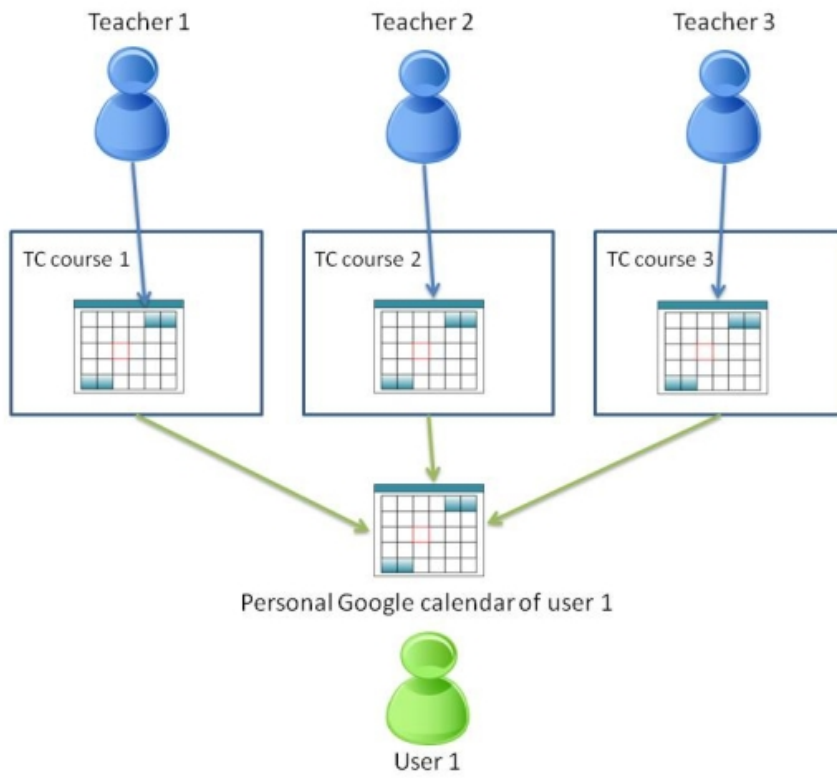 Teacher 1
Teacher 2
Teacher 3
TC course 1
TC course 2
TC course 3
Personal Google calendar of user 1
User 1